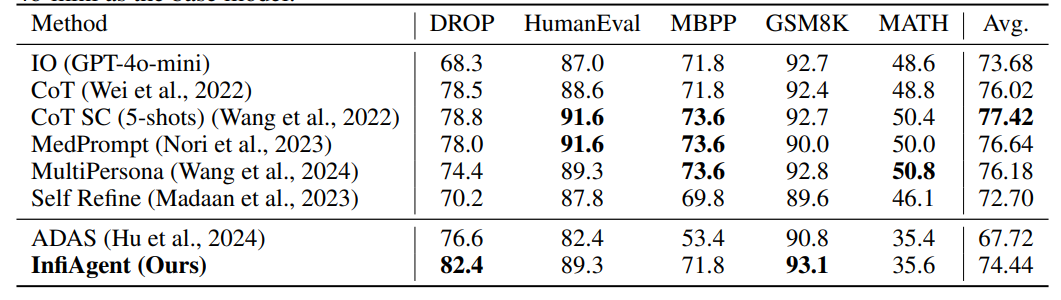 4o-mini as the base model.
Method DROP HumanEval MBPP GSM8K MATH Avg.
IO (GPT-4o-mini) 68.3 87.0 71.8 92.7 48.6 73.68
CoT (Wei et al., 2022) 78.5 88.6 71.8 92.4 48.8 76.02
CoT SC (5-shots) (Wang et al., 2022) 78.8 91.6 73.6 92.7 50.4 77.42
MedPrompt (Nori et al., 2023) 78.0 91.6 73.6 90.0 50.0 76.64
MultiPersona (Wang et al., 2024) 74.4 89.3 73.6 92.8 50.8 76.18
Self Refine (Madaan et al., 2023) 70.2 87.8 69.8 89.6 46.1 72.70
ADAS (Hu et al., 2024) 76.6 82.4 53.4 90.8 35.4 67.72
InfiAgent (Ours) 82.4 89.3 71.8 93.1 35.6 74.44